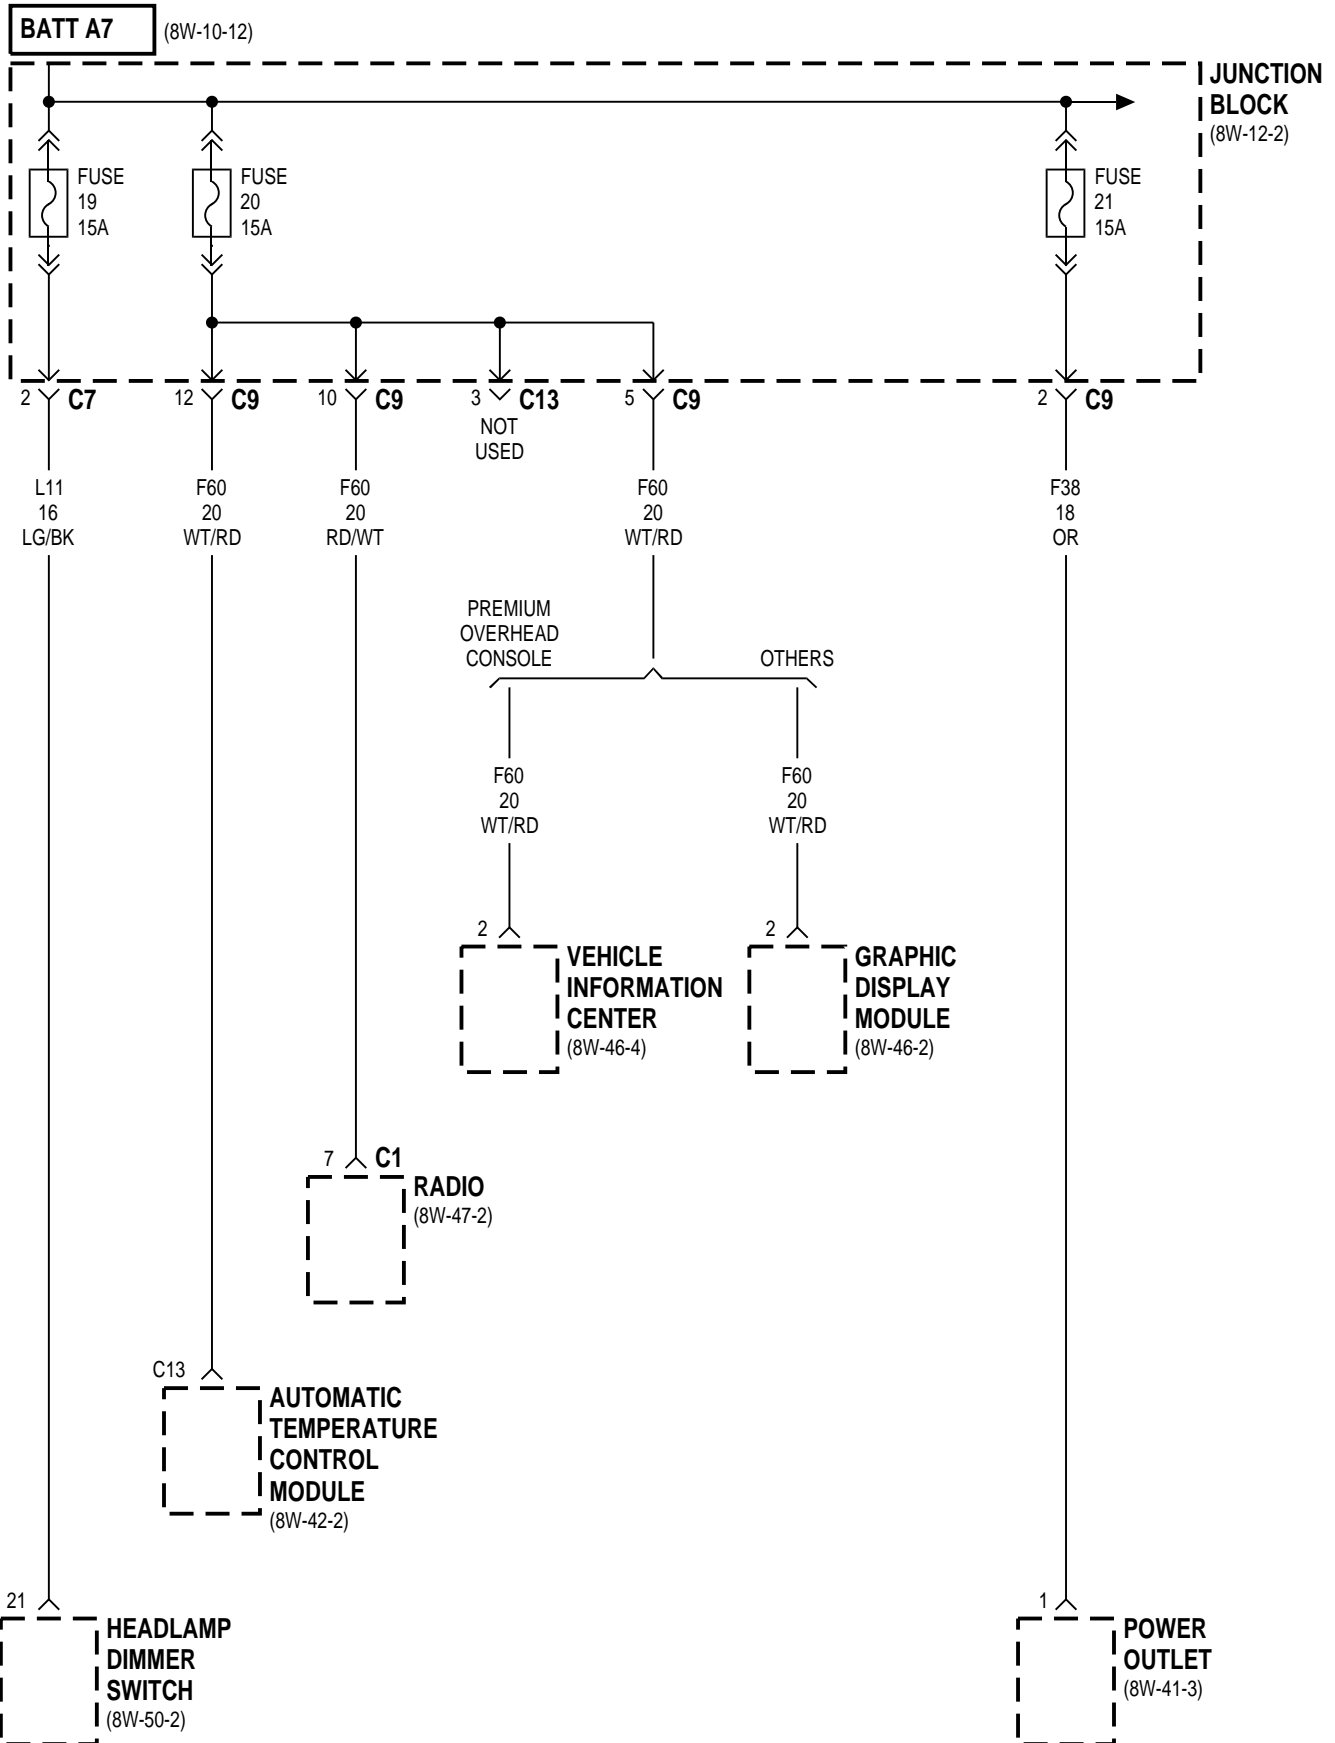 BATT A7 (8W-10-12)
JUNCTION
BLOCK
(8W-12-2)
FUSE
19
15A
FUSE
20
15A
FUSE
21
15A
2 C7
12 C9
10 C9
3 C13
NOT
USED
5 C9
2 C9
L11
16
LG/BK
F60
20
WT/RD
F60
20
RD/WT
F60
20
WT/RD
F38
18
OR
PREMIUM
OVERHEAD
CONSOLE
OTHERS
F60
20
WT/RD
F60
20
WT/RD
2
VEHICLE
INFORMATION
CENTER
(8W-46-4)
2
GRAPHIC
DISPLAY
MODULE
(8W-46-2)
7 C1
RADIO
(8W-47-2)
C13
AUTOMATIC
TEMPERATURE
CONTROL
MODULE
(8W-42-2)
21
HEADLAMP
DIMMER
SWITCH
(8W-50-2)
1
POWER
OUTLET
(8W-41-3)